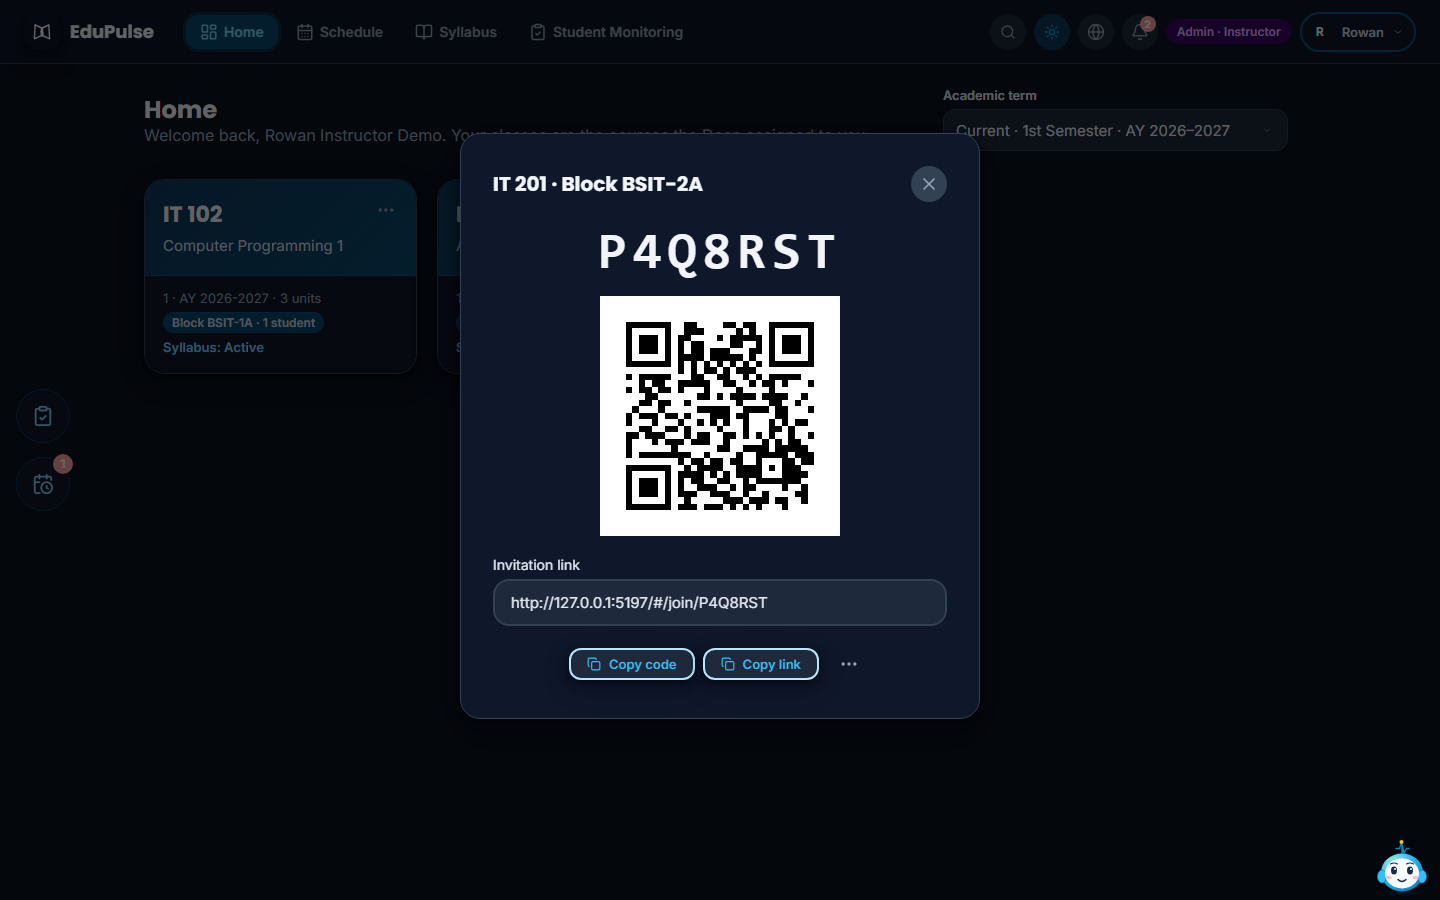 EduPulse
Home
Schedule
Syllabus
Student Monitoring
2
Admin · Instructor
R
Rowan
Home
Welcome back, Rowan Instructor Demo.
Academic term
Current · 1st Semester · AY 2026–2027
IT 102
Computer Programming 1
1 · AY 2026-2027 · 3 units
Block BSIT-1A · 1 student
Syllabus: Active
1
IT 201 · Block BSIT-2A
P4Q8RST
Invitation link
http://127.0.0.1:5197/#/join/P4Q8RST
Copy code
Copy link